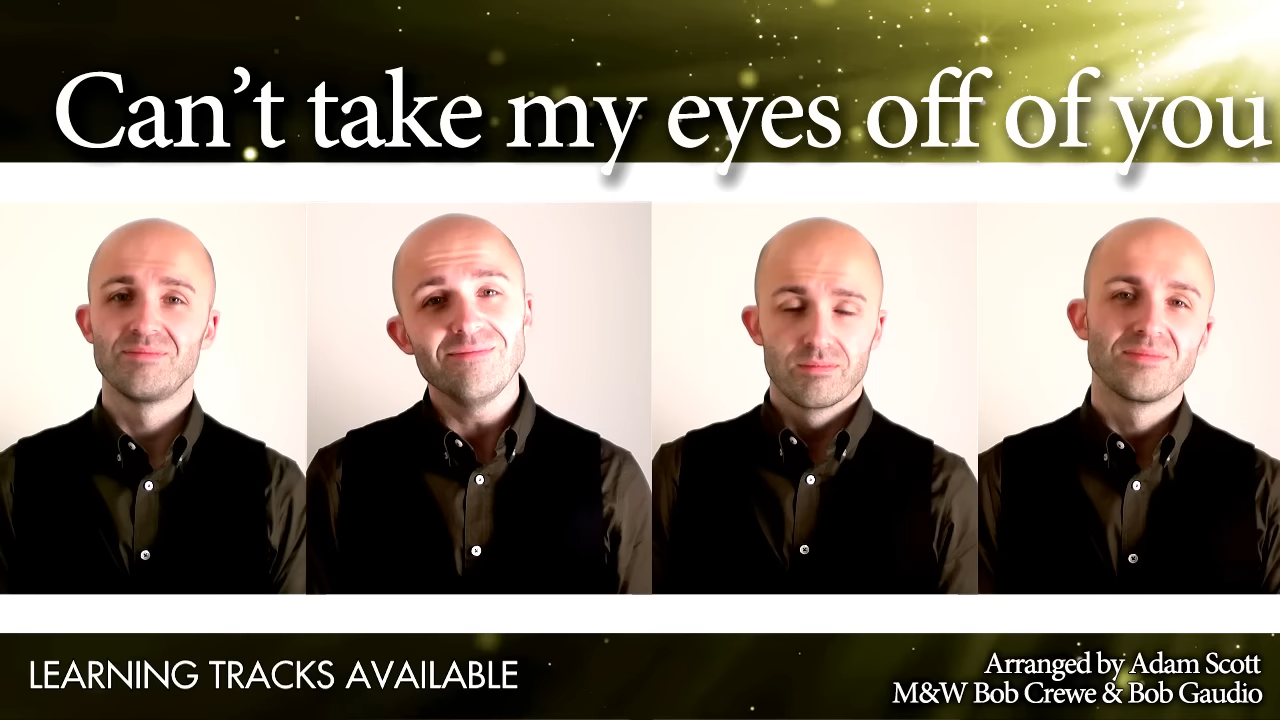 Can’t take my eyes off of you
LEARNING TRACKS AVAILABLE
Arranged by Adam Scott
M&W Bob Crewe & Bob Gaudio